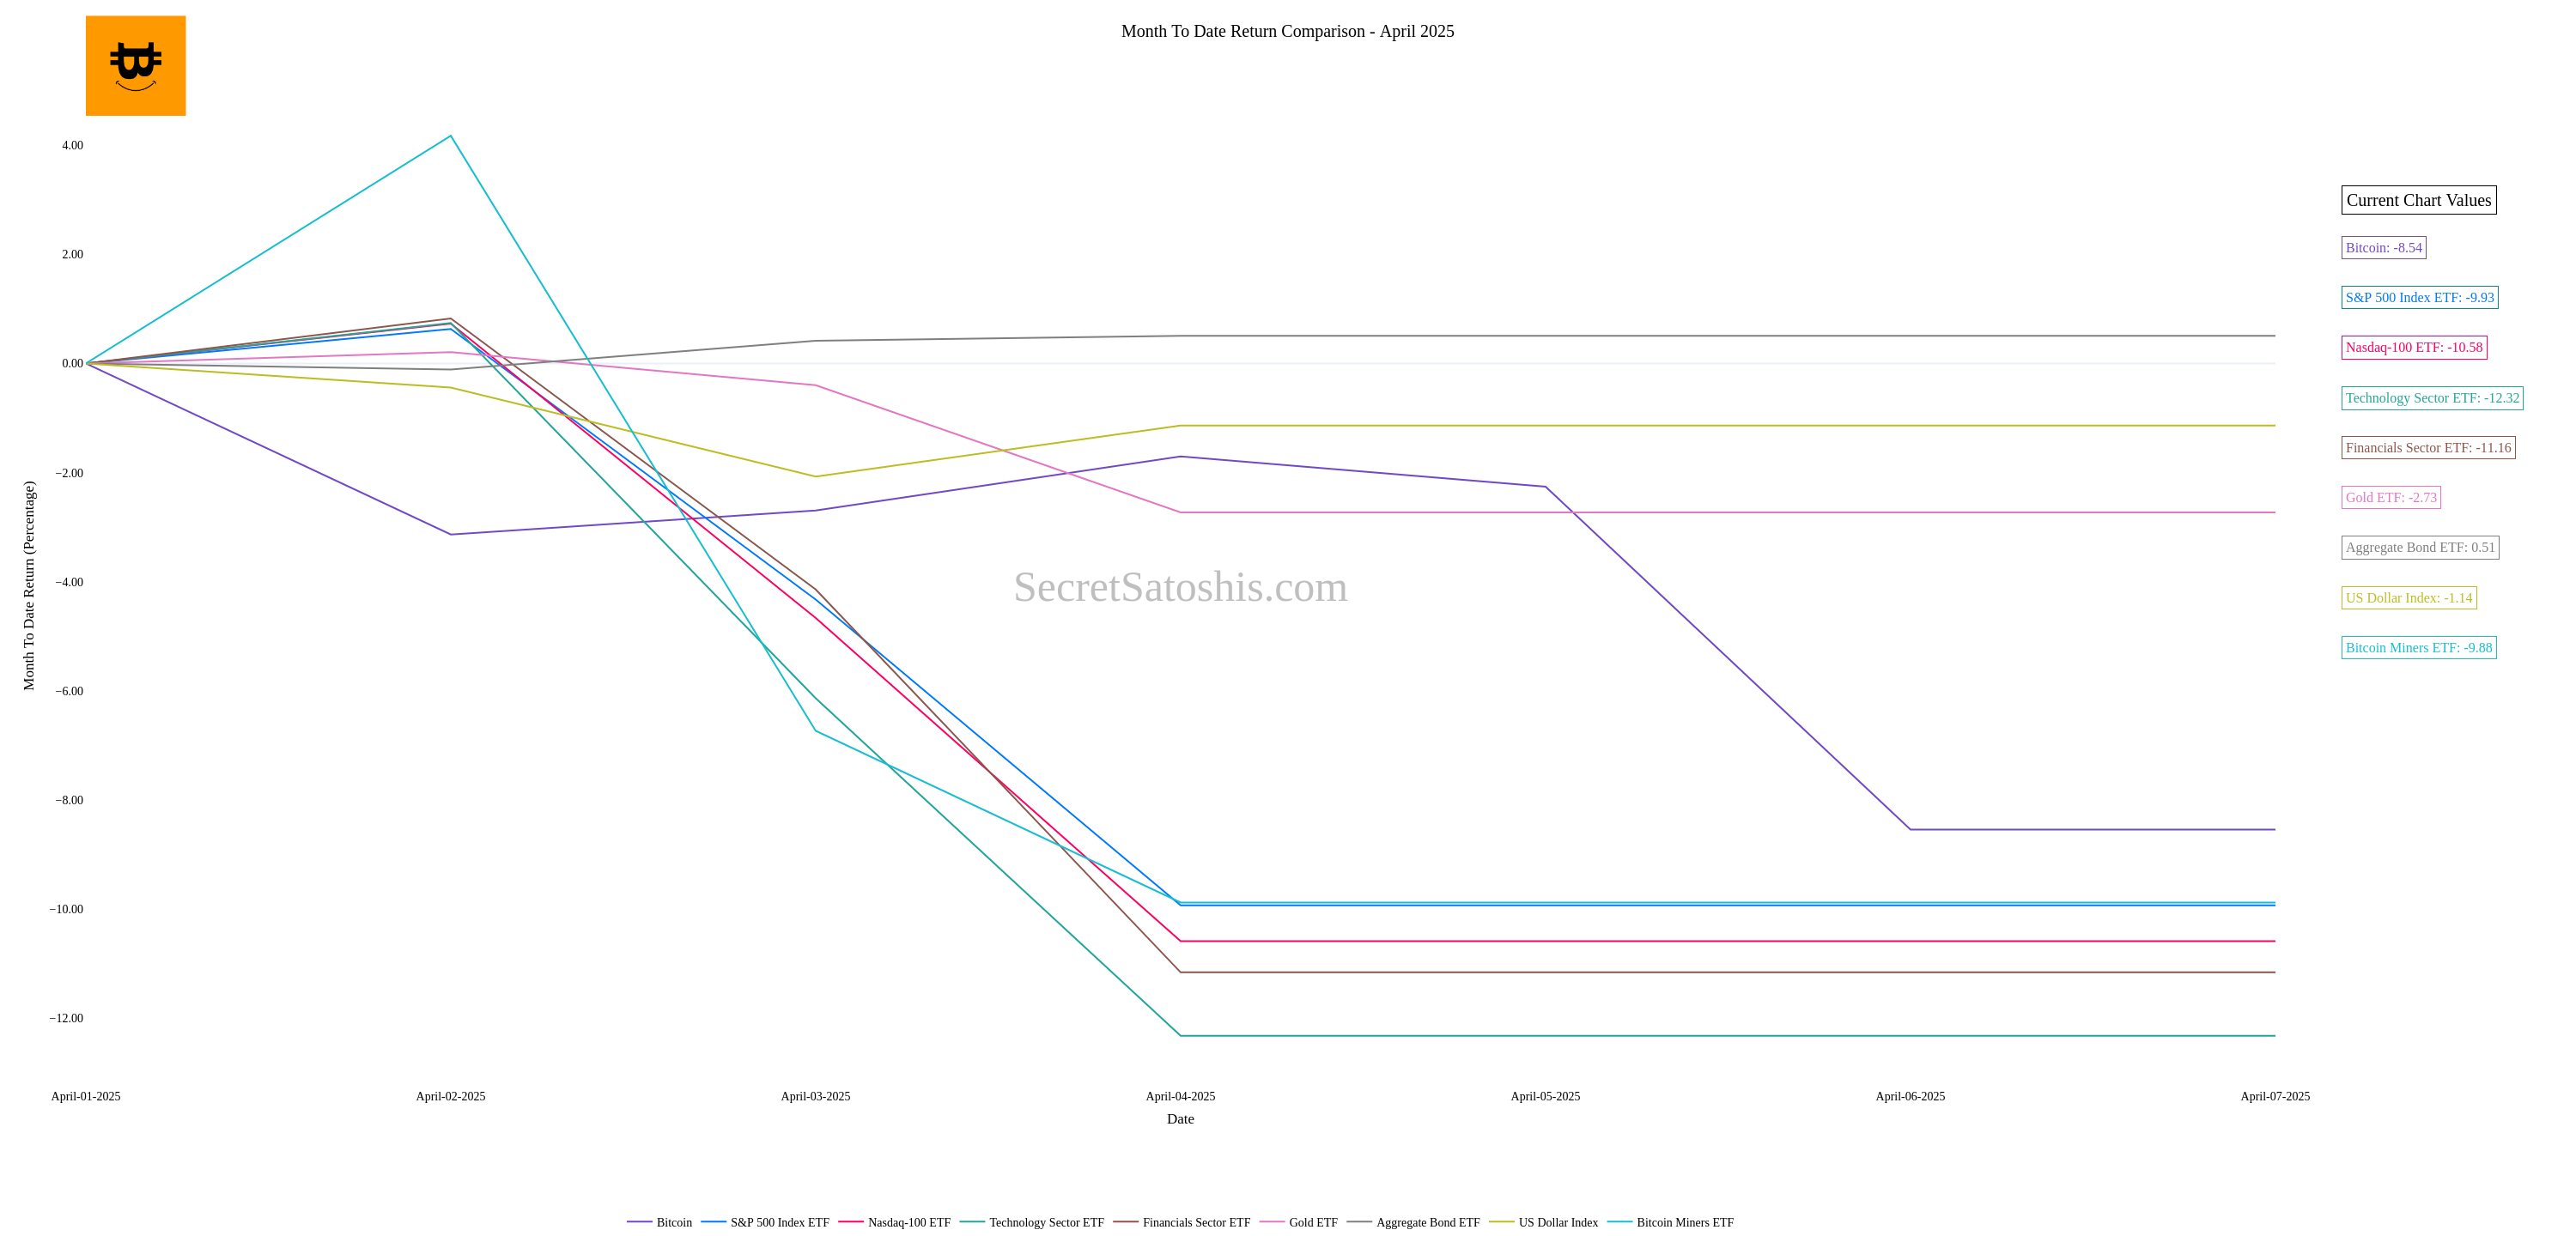 Month To Date Return Comparison - April 2025
4.00
2.00
0.00
−2.00
−4.00
−6.00
−8.00
−10.00
−12.00
Month To Date Return (Percentage)
SecretSatoshis.com
Current Chart Values
Bitcoin: -8.54
S&P 500 Index ETF: -9.93
Nasdaq-100 ETF: -10.58
Technology Sector ETF: -12.32
Financials Sector ETF: -11.16
Gold ETF: -2.73
Aggregate Bond ETF: 0.51
US Dollar Index: -1.14
Bitcoin Miners ETF: -9.88
April-01-2025 April-02-2025 April-03-2025 April-04-2025 April-05-2025 April-06-2025 April-07-2025
Date
Bitcoin S&P 500 Index ETF Nasdaq-100 ETF Technology Sector ETF Financials Sector ETF Gold ETF Aggregate Bond ETF US Dollar Index Bitcoin Miners ETF